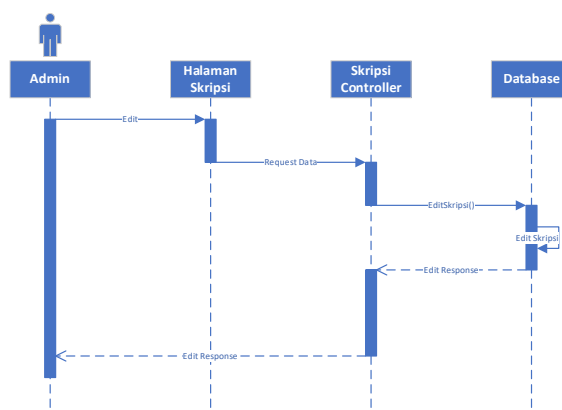 Admin
Halaman
Skripsi
Skripsi
Controller
Database
Edit
Request Data
EditSkripsi()
Edit Skripsi
Edit Response
Edit Response